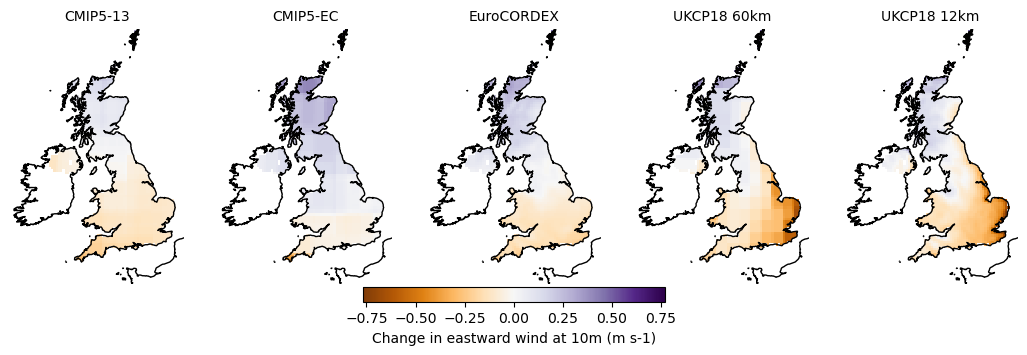 CMIP5-13 CMIP5-EC EuroCORDEX UKCP18 60km UKCP18 12km
−0.75 −0.50 −0.25 0.00 0.25 0.50 0.75
Change in eastward wind at 10m (m s-1)